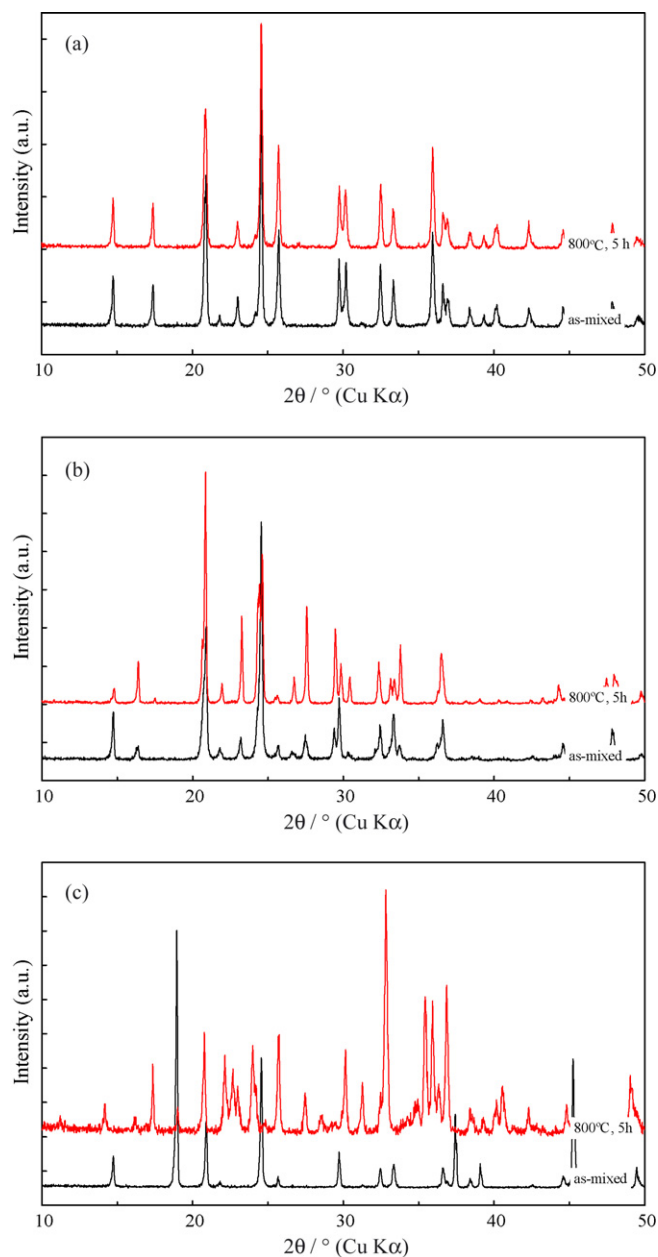 (a)
Intensity (a.u.)
800°C, 5 h
as-mixed
10 20 30 40 50
2θ / ° (Cu Kα)
(b)
Intensity (a.u.)
800°C, 5h
as-mixed
10 20 30 40 50
2θ / ° (Cu Kα)
(c)
Intensity (a.u.)
800°C, 5h
as-mixed
10 20 30 40 50
2θ / ° (Cu Kα)